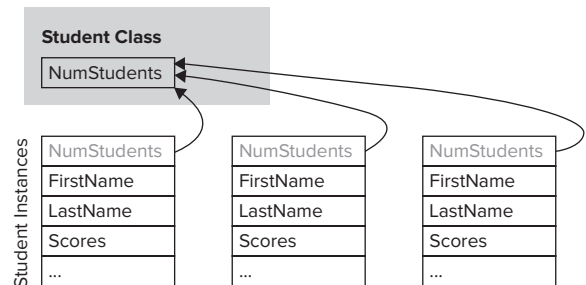 Student Class
NumStudents
Student Instances
NumStudents
FirstName
LastName
Scores
...
NumStudents
FirstName
LastName
Scores
...
NumStudents
FirstName
LastName
Scores
...